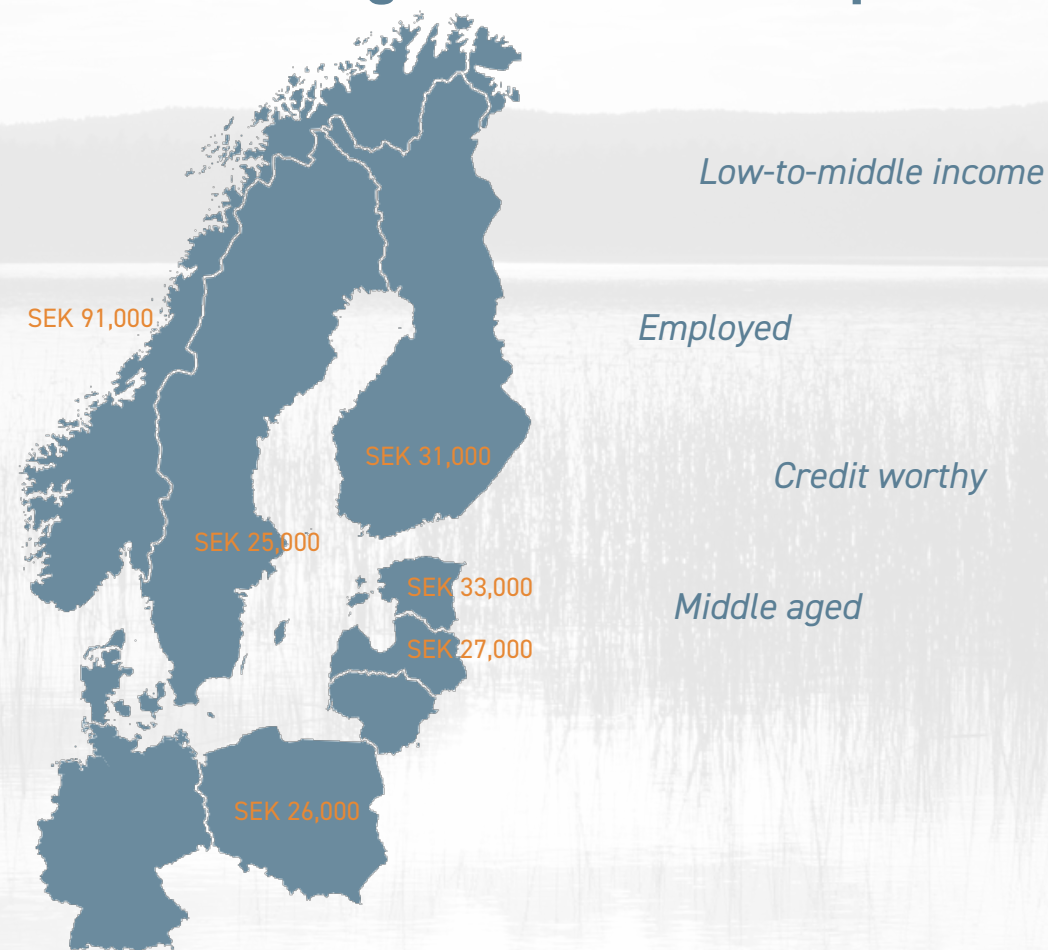 Low-to-middle income
SEK 91,000
Employed
SEK 31,000
Credit worthy
SEK 25,000
SEK 33,000
Middle aged
SEK 27,000
SEK 26,000